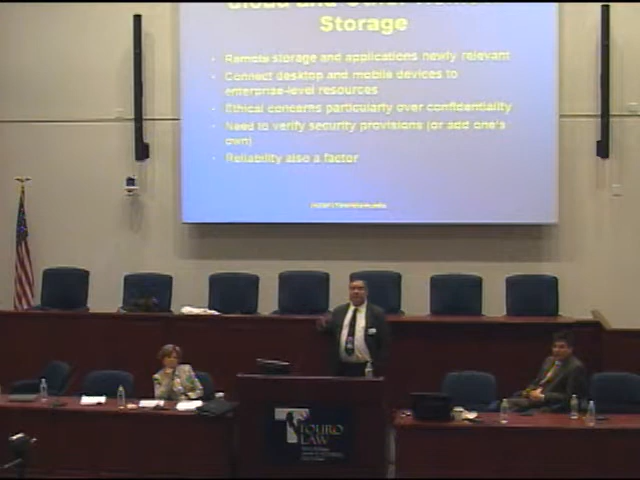 Storage
Remote storage and applications newly relevant
Connect desktop and mobile devices to
enterprise-level resources
Ethical concerns particularly over confidentiality
Need to verify security provisions (or add one's
own)
Reliability also a factor
TOURO
LAW